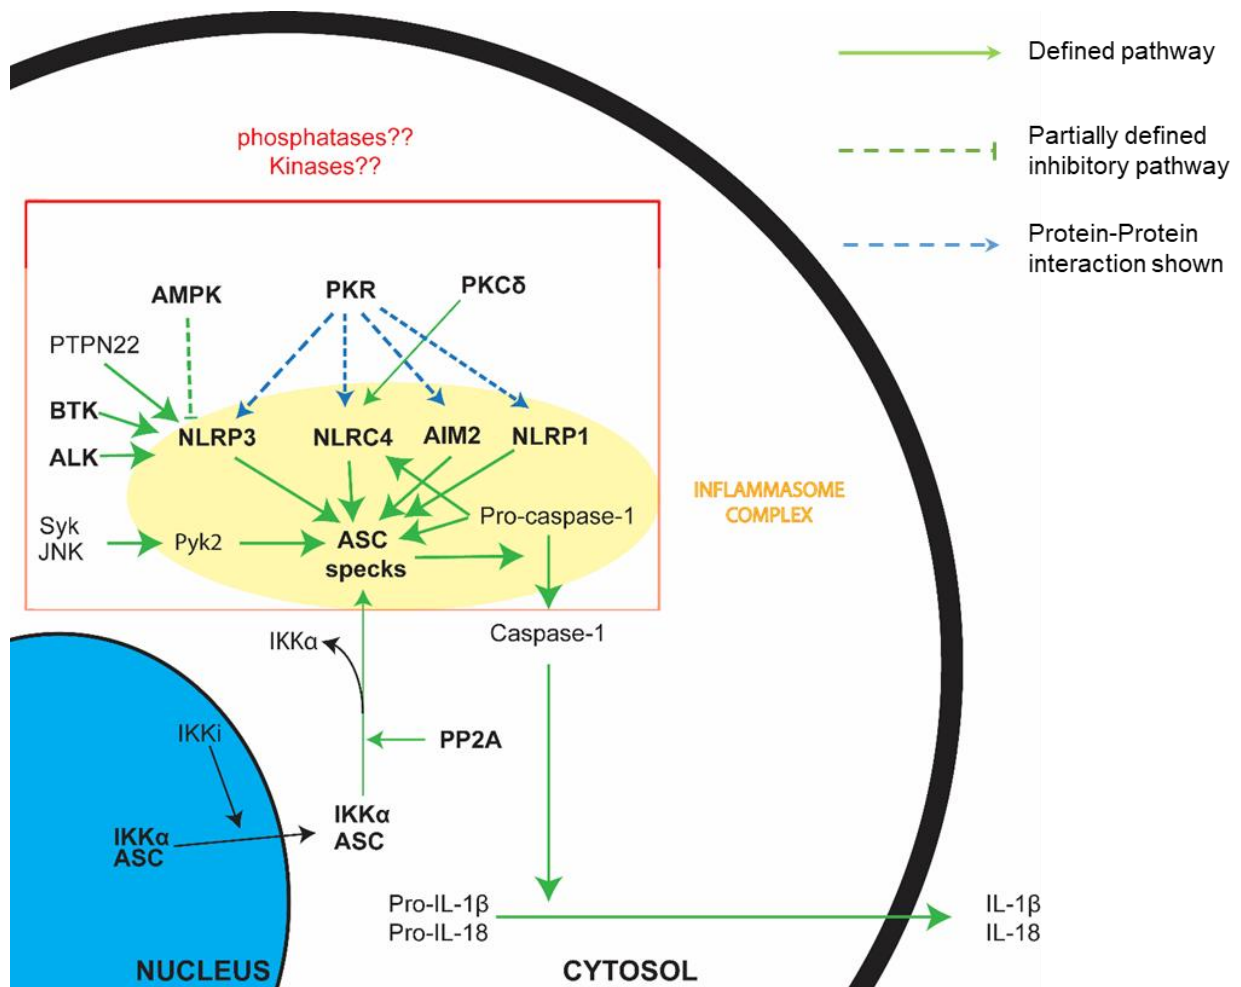 Defined pathway
Partially defined
inhibitory pathway
Protein-Protein
interaction shown
phosphatases??
Kinases??
AMPK
PKR
PKCδ
PTPN22
BTK
ALK
NLRP3
NLRC4
AIM2
NLRP1
INFLAMMASOME
COMPLEX
Syk
JNK
Pyk2
ASC
specks
Pro-caspase-1
IKKα
Caspase-1
IKKi
PP2A
IKKα
ASC
IKKα
ASC
Pro-IL-1β
Pro-IL-18
IL-1β
IL-18
NUCLEUS
CYTOSOL